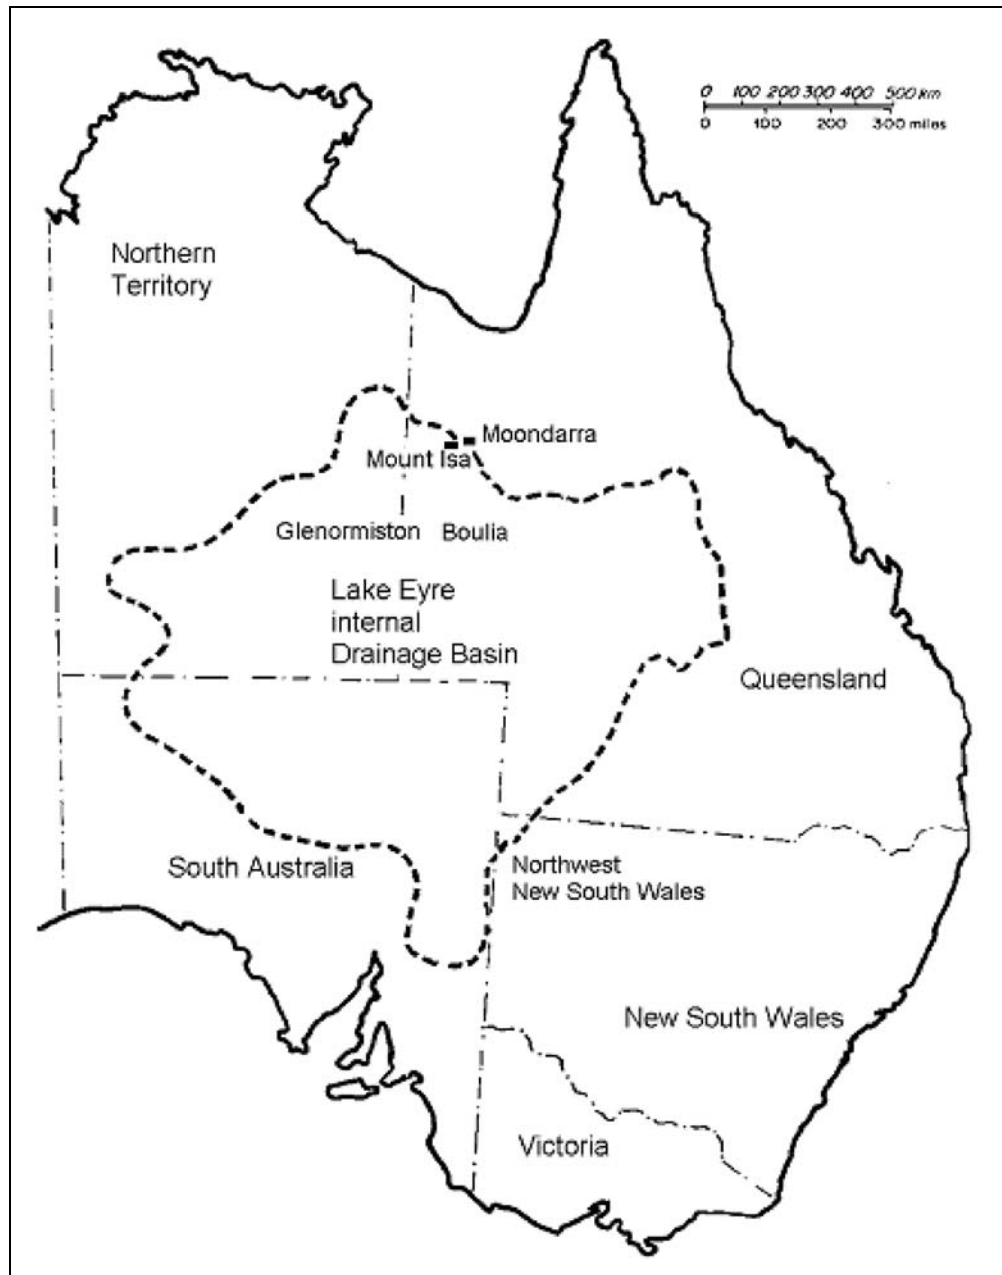 0 100 200 300 400 500 km
0 100 200 300 miles
Northern
Territory
Moondarra
Mount Isa
Glenormiston Boulia
Lake Eyre
internal
Drainage Basin
Queensland
South Australia
Northwest
New South Wales
New South Wales
Victoria